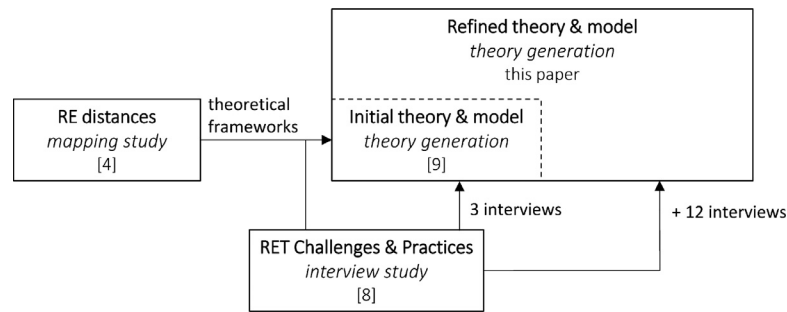 Refined theory & model
theory generation
this paper
RE distances
mapping study
[4]
theoretical
frameworks
Initial theory & model
theory generation
[9]
3 interviews
+ 12 interviews
RET Challenges & Practices
interview study
[8]